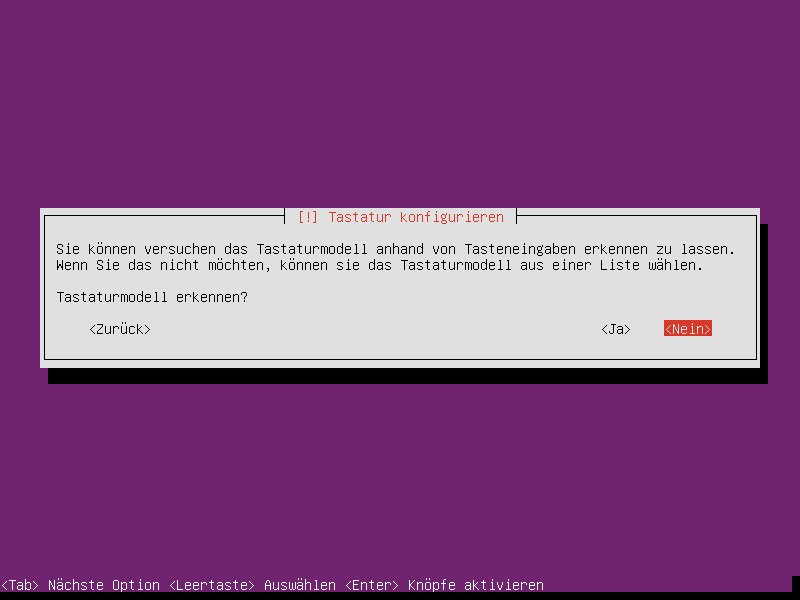 [!] Tastatur konfigurieren
Sie können versuchen das Tastaturmodell anhand von Tasteneingaben erkennen zu lassen.
Wenn Sie das nicht möchten, können sie das Tastaturmodell aus einer Liste wählen.
Tastaturmodell erkennen?
<Zurück> <Ja> <Nein>
<Tab> Nächste Option <Leertaste> Auswählen <Enter> Knöpfe aktivieren